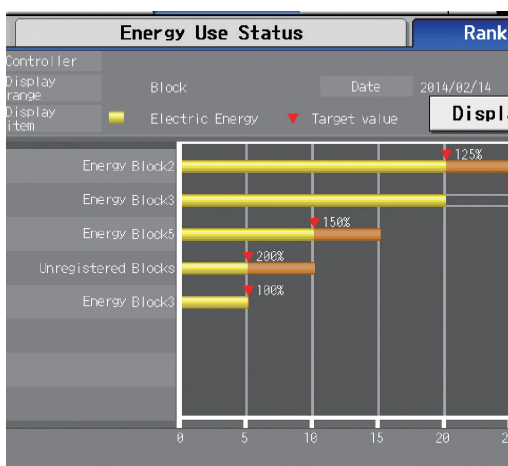 Energy Use Status
Rank
Controller
Display range
Block
Date
2014/02/14
Display item
Electric Energy
Target value
Displ
Energy Block2
125%
Energy Block3
Energy Block5
150%
Unregistered Blocks
200%
Energy Block3
100%
0 5 10 15 20 2